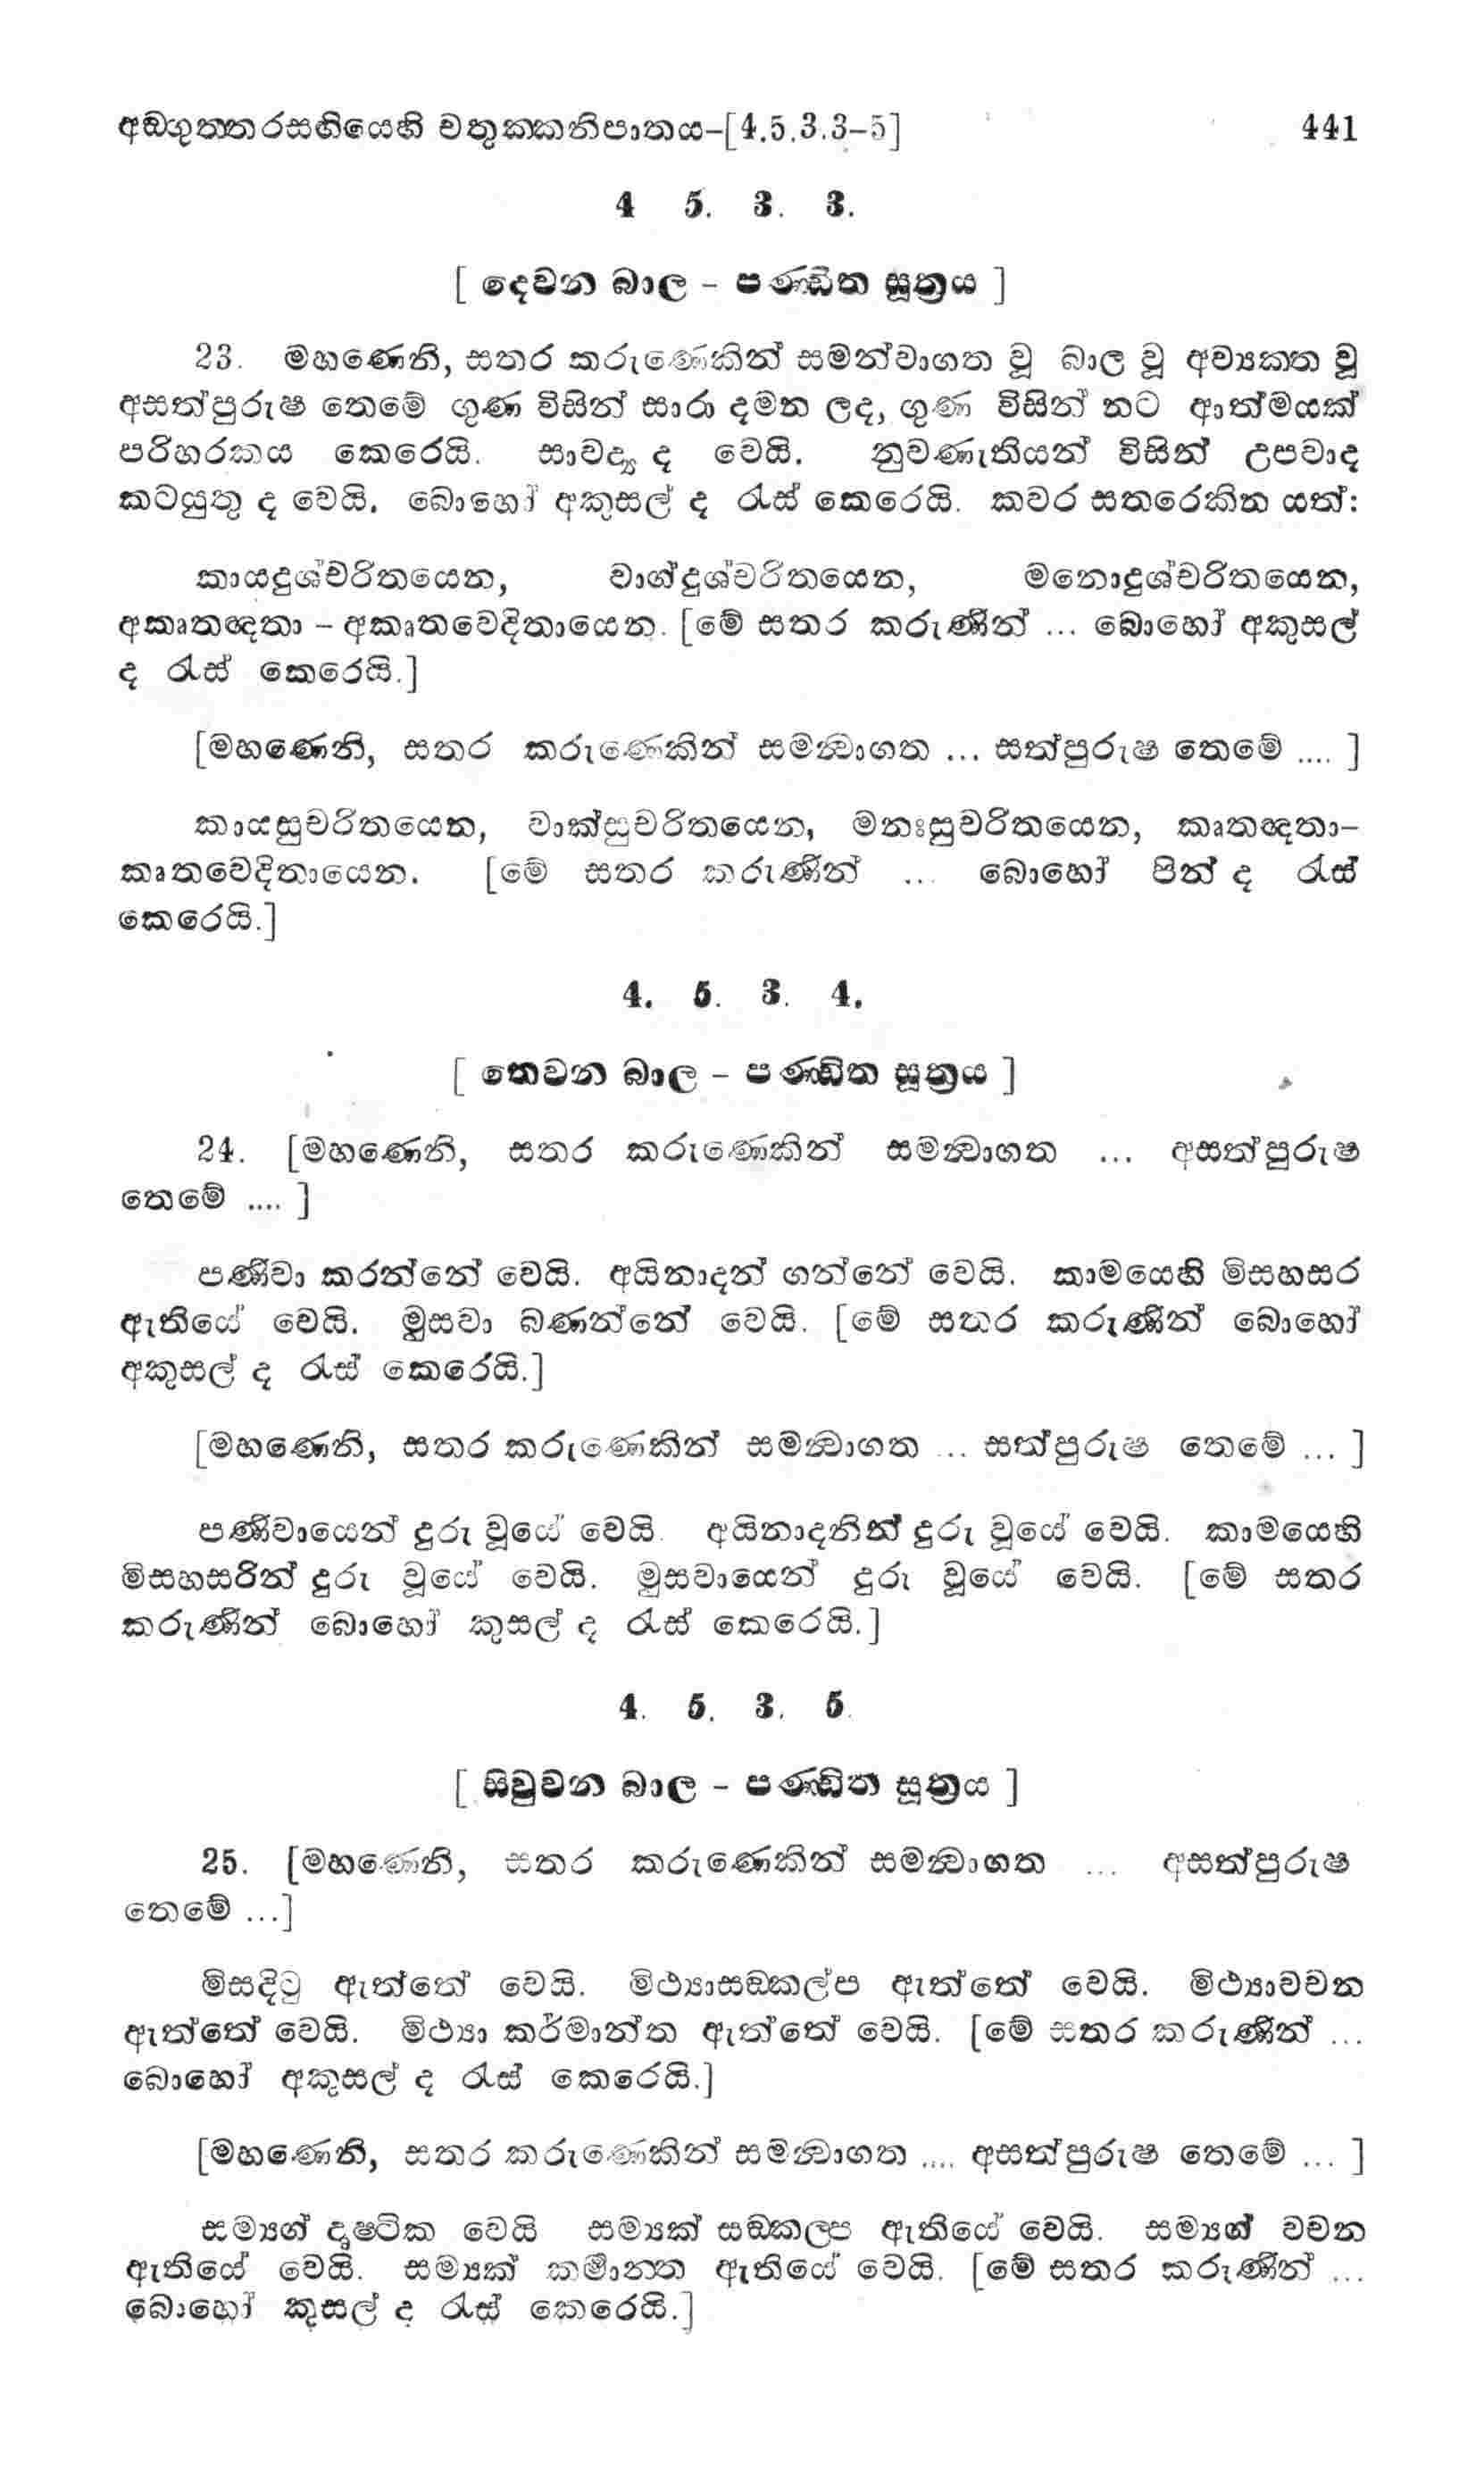 අඞගුත්තරසඟියෙහි චතුක්කනිපාතය-[4.5.3.3-5] 441
4 5. 3. 3.
[ දෙවන බාල - පණ්ඩිත සූත්‍රය ]
23. මහණෙනි, සතර කරුණෙකින් සමන්වාගත වූ බාල වූ අව්‍යක්ත වූ
අසත්පුරුෂ තෙමේ ගුණ විසින් සාරා දමන ලද, ගුණ විසින් නට ආත්මයක්
පරිහරකය කෙරෙයි. සාවද්‍ය ද වෙයි. නුවණැතියන් විසින් උපවාද
කටයුතු ද වෙයි. බොහෝ අකුසල් ද රැස් කෙරෙයි. කවර සතරෙකින යත්:
කායදුශ්චරිතයෙන, වාග්දුශ්චරිතයෙන, මනොදුශ්චරිතයෙන,
අකෘතඥතා - අකෘතවෙදිතායෙන. [මේ සතර කරුණින් ... බොහෝ අකුසල්
ද රැස් කෙරෙයි.]
[මහණෙනි, සතර කරුණෙකින් සමන්වාගත ... සත්පුරුෂ තෙමේ .... ]
කායසුචරිතයෙන, වාක්සුචරිතයෙන, මනඃසුචරිතයෙන, කෘතඥතා-
කෘතවෙදිතායෙන. [මේ සතර කරුණින් ... බොහෝ පින් ද රැස්
කෙරෙයි.]
4. 5. 3. 4.
[ තෙවන බාල - පණ්ඩිත සූත්‍රය ]
24. [මහණෙනි, සතර කරුණෙකින් සමන්වාගත ... අසත්පුරුෂ
තෙමේ .... ]
පණිවා කරන්නේ වෙයි. අයිනාදන් ගන්නේ වෙයි. කාමයෙහි මිසහසර
ඇතියේ වෙයි. මුසවා බණන්නේ වෙයි. [මේ සතර කරුණින් බොහෝ
අකුසල් ද රැස් කෙරෙයි.]
[මහණෙනි, සතර කරුණෙකින් සමන්වාගත ... සත්පුරුෂ තෙමේ ... ]
පණිවායෙන් දුරු වූයේ වෙයි. අයිනාදනින් දුරු වූයේ වෙයි. කාමයෙහි
මිසහසරින් දුරු වූයේ වෙයි. මුසවායෙන් දුරු වූයේ වෙයි. [මේ සතර
කරුණින් බොහෝ කුසල් ද රැස් කෙරෙයි.]
4. 5. 3. 5.
[ සිවුවන බාල - පණ්ඩිත සූත්‍රය ]
25. [මහණෙනි, සතර කරුණෙකින් සමන්වාගත ... අසත්පුරුෂ
තෙමේ ...]
මිසදිටු ඇත්තේ වෙයි. මිථ්‍යාසඞකල්ප ඇත්තේ වෙයි. මිථ්‍යාවචන
ඇත්තේ වෙයි. මිථ්‍යා කර්මාන්ත ඇත්තේ වෙයි. [මේ සතර කරුණින් ...
බොහෝ අකුසල් ද රැස් කෙරෙයි.]
[මහණෙනි, සතර කරුණෙකින් සමන්වාගත .... අසත්පුරුෂ තෙමේ ... ]
සම්‍යග් දෘෂ්ටික වෙයි සම්‍යක් සඞකල්ප ඇතියේ වෙයි. සම්‍යග් වචන
ඇතියේ වෙයි. සම්‍යක් කර්මාන්ත ඇතියේ වෙයි. [මේ සතර කරුණින් ...
බොහෝ කුසල් ද රැස් කෙරෙයි.]